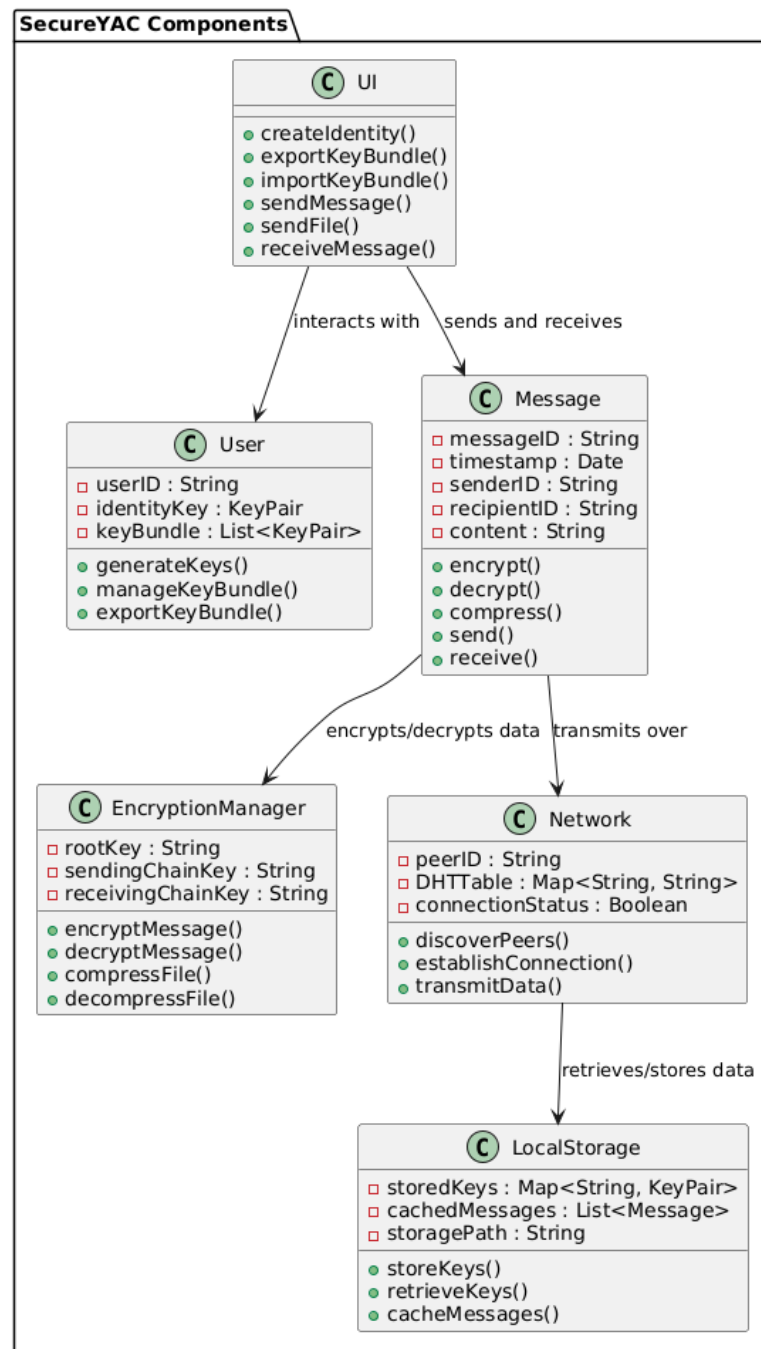 SecureYAC Components
C UI
createIdentity()
exportKeyBundle()
importKeyBundle()
sendMessage()
sendFile()
receiveMessage()
interacts with
sends and receives
C User
userID : String
identityKey : KeyPair
keyBundle : List<KeyPair>
generateKeys()
manageKeyBundle()
exportKeyBundle()
C Message
messageID : String
timestamp : Date
senderID : String
recipientID : String
content : String
encrypt()
decrypt()
compress()
send()
receive()
encrypts/decrypts data
transmits over
C EncryptionManager
rootKey : String
sendingChainKey : String
receivingChainKey : String
encryptMessage()
decryptMessage()
compressFile()
decompressFile()
C Network
peerID : String
DHTTable : Map<String, String>
connectionStatus : Boolean
discoverPeers()
establishConnection()
transmitData()
retrieves/stores data
C LocalStorage
storedKeys : Map<String, KeyPair>
cachedMessages : List<Message>
storagePath : String
storeKeys()
retrieveKeys()
cacheMessages()